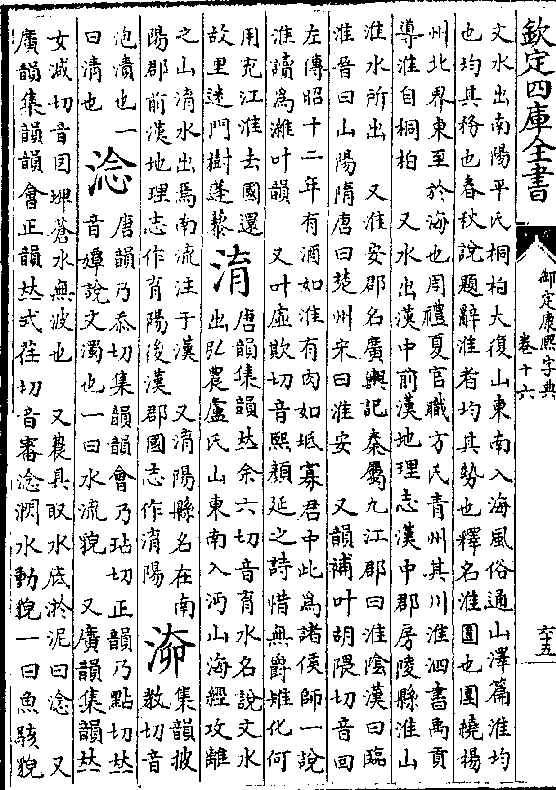 欽定四庫全書
御定康熙字典
卷十六
六十五
文水出南陽平氏桐柏大復山東南入海風俗通山澤篇淮均
也均其務也春秋說題辭淮者均其勢也釋名淮圍也圍繞楊
州北界東至於海也周禮夏官職方氏青州其川淮泗書禹貢
導淮自桐柏 又水出漢中前漢地理志漢中郡房陵縣淮山
淮水所出 又淮安郡名廣輿記秦屬九江郡曰淮陰漢曰臨
淮晉曰山陽隋唐曰楚州宋曰淮安 又韻補叶胡隈切音回
左傳昭十二年有酒如淮有肉如坻寡君中此為諸侯師一說
淮讀為濰叶韻 又叶虛欺切音熙顏延之詩惜無爵雉化何
用充江淮去國還
故里迷門樹蓬藜
淯
唐韻集韻𠀤余六切音育水名說文水
出弘農盧氏山東南入沔山海經攻離
之山淯水出焉南流注于漢 又淯陽縣名在南
陽郡前漢地理志作育陽後漢郡國志作淯陽
𣶉
集韻披
教切音
泡漬也一
曰清也
淰
唐韻乃忝切集韻韻會乃玷切正韻乃點切𠀤
音嬣說文濁也一曰水流貌 又廣韻集韻𠀤
女減切音囡埤蒼水無波也 又農具取水底淤泥曰淰 又
廣韻集韻韻會正韻𠀤式荏切音審淰潤水動貌一曰魚駭貌